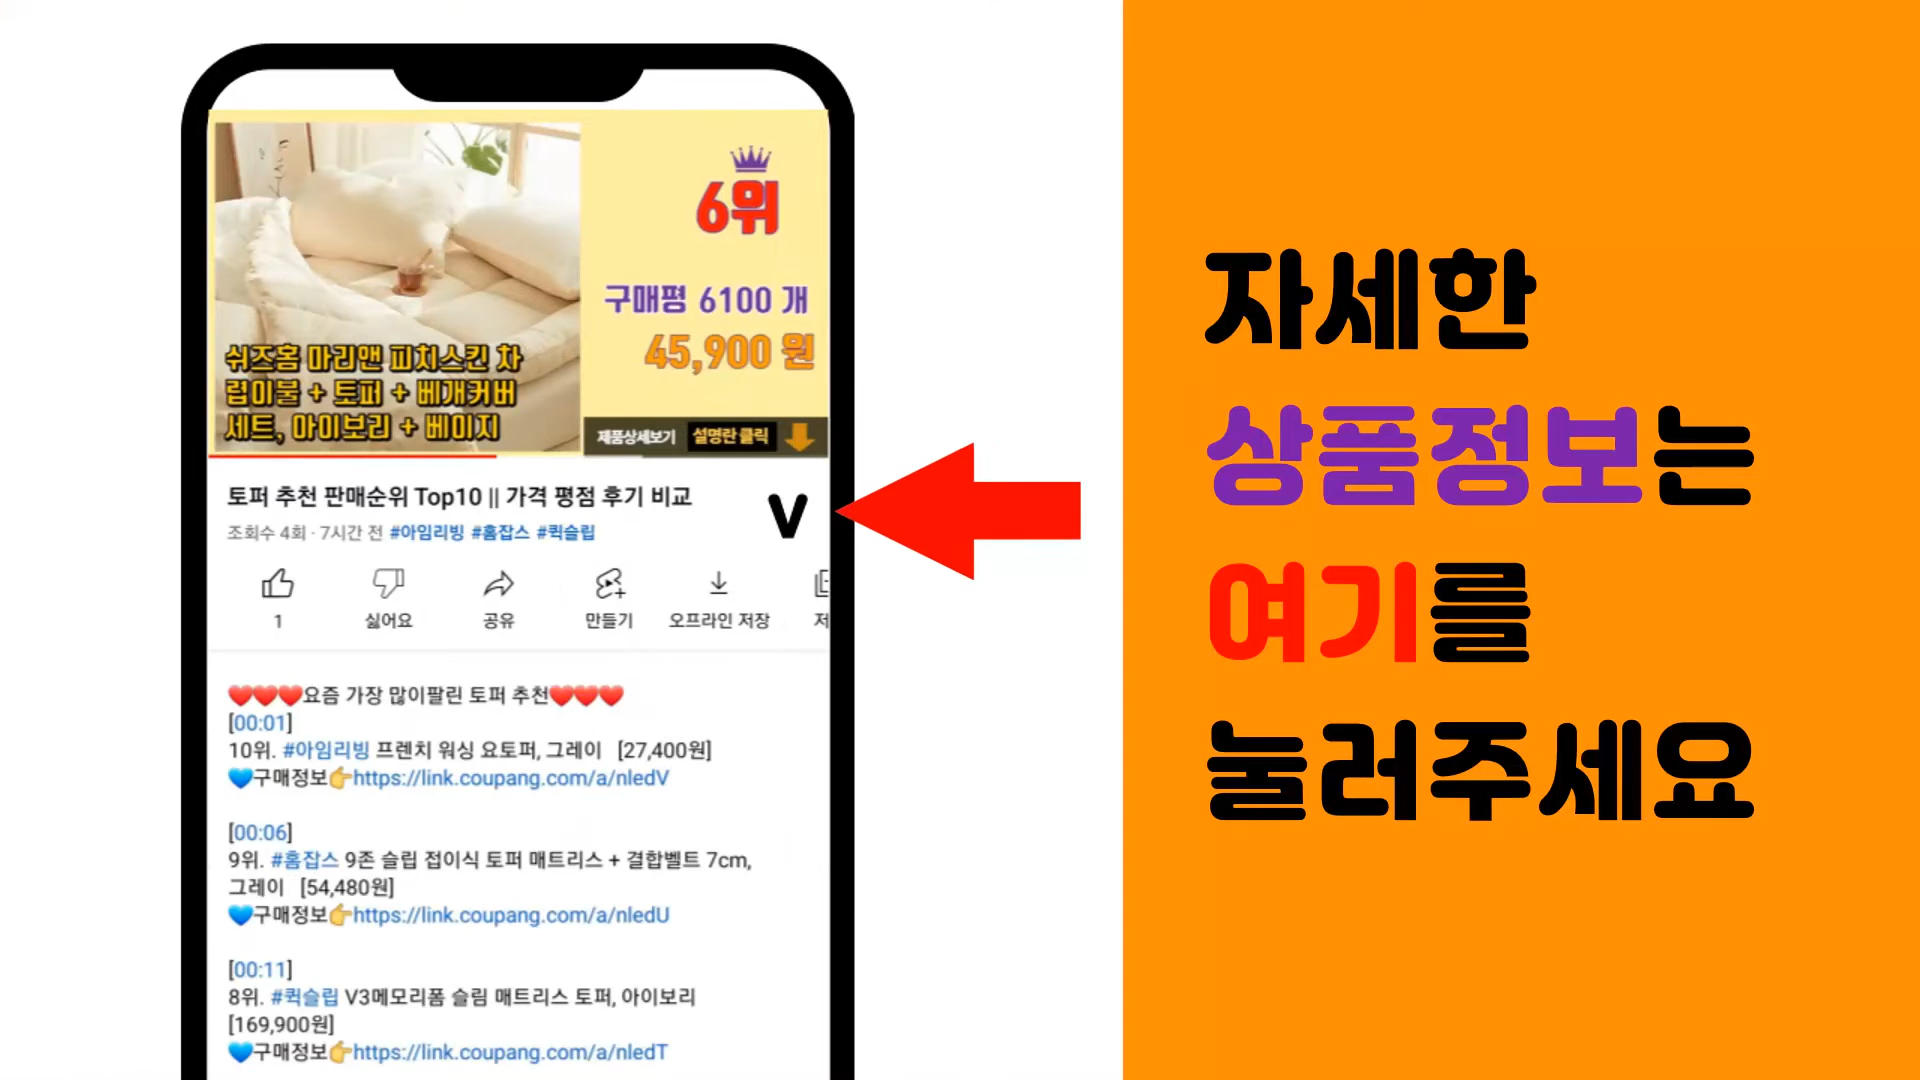 6위
구매평 6100 개
45,900 원
쉬즈홈 마리앤 피치스킨 차
렵이불 + 토퍼 + 베개커버
세트, 아이보리 + 베이지
제품상세보기 설명란 클릭
토퍼 추천 판매순위 Top10 || 가격 평점 후기 비교
V
조회수 4회 · 7시간 전 #아임리빙 #홈잡스 #퀵슬립
1 싫어요 공유 만들기 오프라인 저장 저
❤️❤️❤️요즘 가장 많이팔린 토퍼 추천❤️❤️❤️
[00:01]
10위. #아임리빙 프렌치 워싱 요토퍼, 그레이 [27,400원]
💙구매정보👉https://link.coupang.com/a/nledV
[00:06]
9위. #홈잡스 9존 슬립 접이식 토퍼 매트리스 + 결합벨트 7cm,
그레이 [54,480원]
💙구매정보👉https://link.coupang.com/a/nledU
[00:11]
8위. #퀵슬립 V3메모리폼 슬림 매트리스 토퍼, 아이보리
[169,900원]
💙구매정보👉https://link.coupang.com/a/nledT
자세한
상품정보는
여기를
눌러주세요